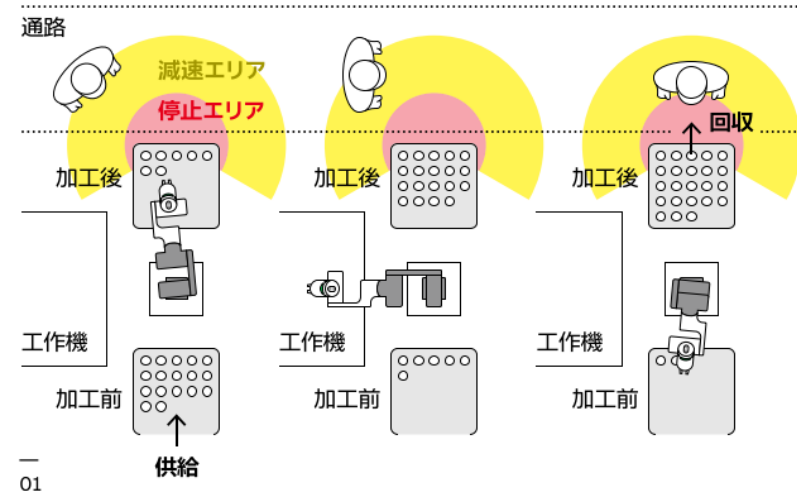 通路
減速エリア
停止エリア
回収
加工後
加工後
加工後
工作機
工作機
工作機
加工前
加工前
加工前
供給
01